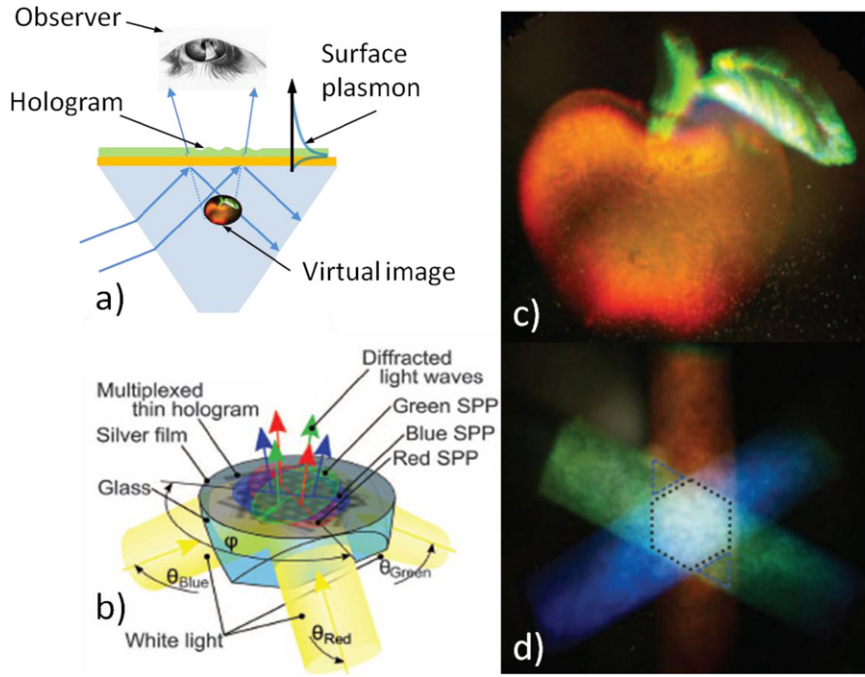 Observer
Surface
plasmon
Hologram
Virtual image
a)
c)
Diffracted
light waves
Multiplexed
thin hologram
Green SPP
Silver film
Blue SPP
Red SPP
Glass
φ
θBlue
θGreen
b)
White light
θRed
d)